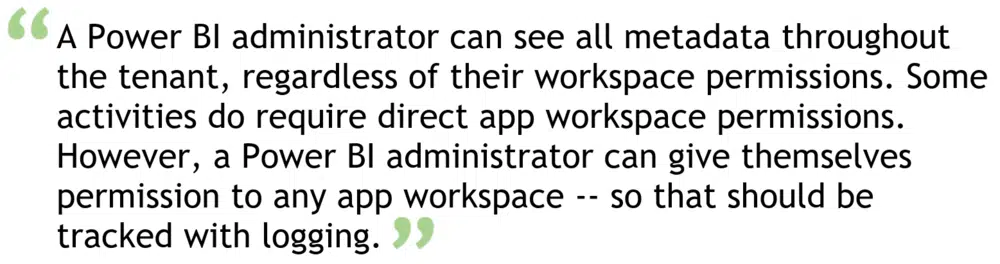 “A Power BI administrator can see all metadata throughout
the tenant, regardless of their workspace permissions. Some
activities do require direct app workspace permissions.
However, a Power BI administrator can give themselves
permission to any app workspace -- so that should be
tracked with logging.”